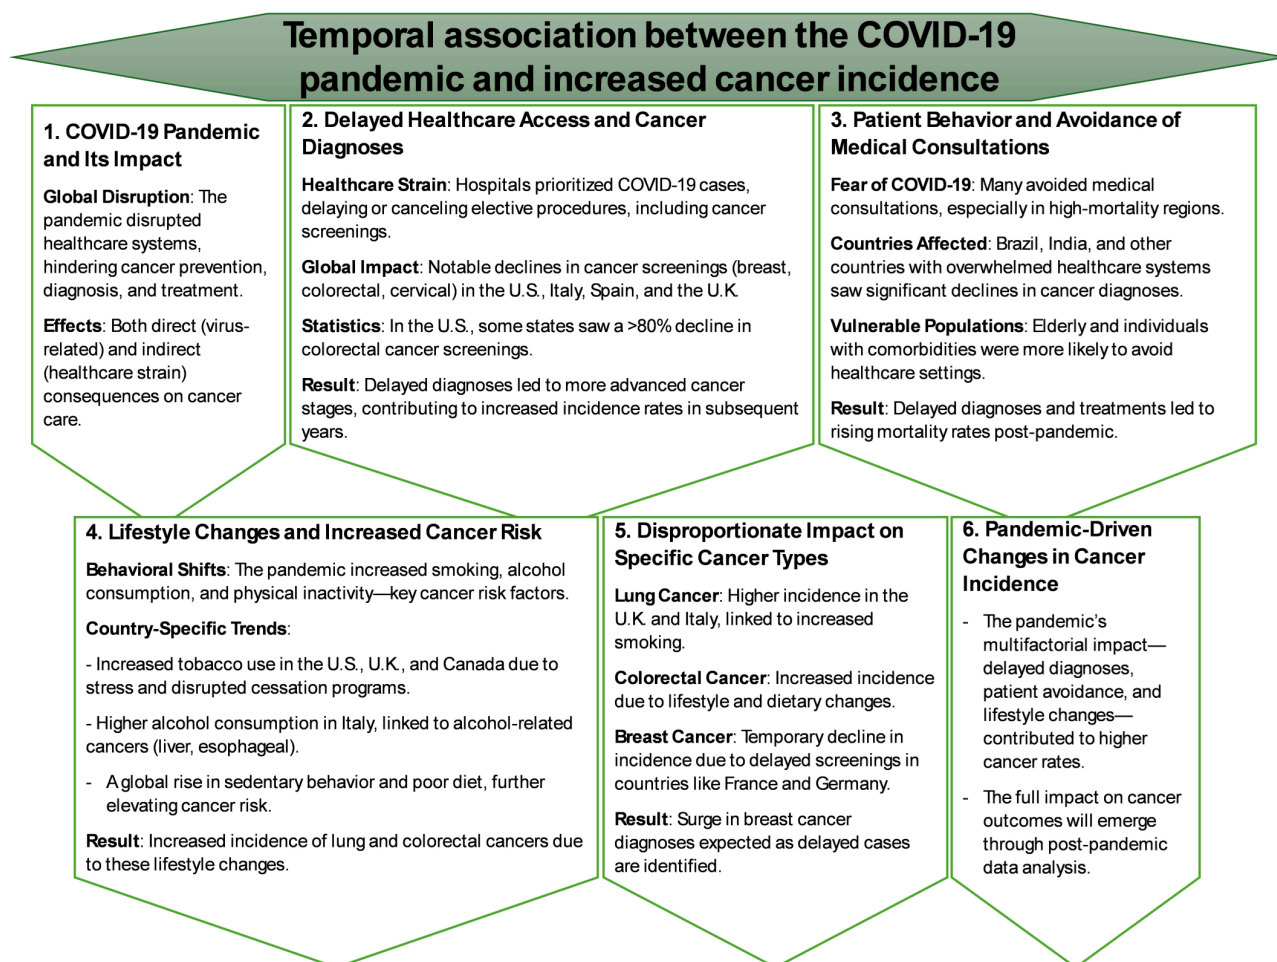 Temporal association between the COVID-19
pandemic and increased cancer incidence
1. COVID-19 Pandemic
and Its Impact
Global Disruption: The
pandemic disrupted
healthcare systems,
hindering cancer prevention,
diagnosis, and treatment.
Effects: Both direct (virus-
related) and indirect
(healthcare strain)
consequences on cancer
care.
2. Delayed Healthcare Access and Cancer
Diagnoses
Healthcare Strain: Hospitals prioritized COVID-19 cases,
delaying or canceling elective procedures, including cancer
screenings.
Global Impact: Notable declines in cancer screenings (breast,
colorectal, cervical) in the U.S., Italy, Spain, and the U.K.
Statistics: In the U.S., some states saw a >80% decline in
colorectal cancer screenings.
Result: Delayed diagnoses led to more advanced cancer
stages, contributing to increased incidence rates in subsequent
years.
3. Patient Behavior and Avoidance of
Medical Consultations
Fear of COVID-19: Many avoided medical
consultations, especially in high-mortality regions.
Countries Affected: Brazil, India, and other
countries with overwhelmed healthcare systems
saw significant declines in cancer diagnoses.
Vulnerable Populations: Elderly and individuals
with comorbidities were more likely to avoid
healthcare settings.
Result: Delayed diagnoses and treatments led to
rising mortality rates post-pandemic.
4. Lifestyle Changes and Increased Cancer Risk
Behavioral Shifts: The pandemic increased smoking, alcohol
consumption, and physical inactivity—key cancer risk factors.
Country-Specific Trends:
- Increased tobacco use in the U.S., U.K., and Canada due to
stress and disrupted cessation programs.
- Higher alcohol consumption in Italy, linked to alcohol-related
cancers (liver, esophageal).
- A global rise in sedentary behavior and poor diet, further
elevating cancer risk.
Result: Increased incidence of lung and colorectal cancers due
to these lifestyle changes.
5. Disproportionate Impact on
Specific Cancer Types
Lung Cancer: Higher incidence in the
U.K. and Italy, linked to increased
smoking.
Colorectal Cancer: Increased incidence
due to lifestyle and dietary changes.
Breast Cancer: Temporary decline in
incidence due to delayed screenings in
countries like France and Germany.
Result: Surge in breast cancer
diagnoses expected as delayed cases
are identified.
6. Pandemic-Driven
Changes in Cancer
Incidence
- The pandemic's
multifactorial impact—
delayed diagnoses,
patient avoidance, and
lifestyle changes—
contributed to higher
cancer rates.
- The full impact on cancer
outcomes will emerge
through post-pandemic
data analysis.